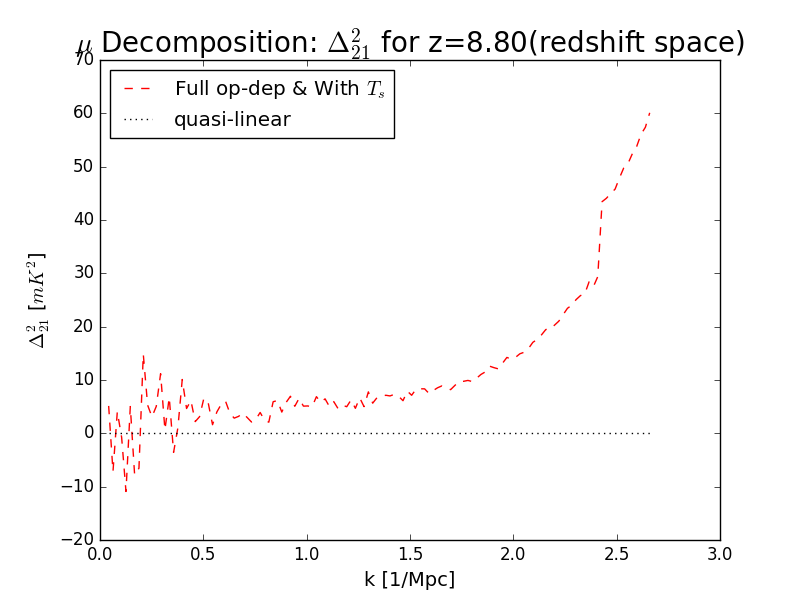 μ Decomposition: Δ²₂₁ for z=8.80(redshift space)
70
60
50
40
30
20
10
0
−10
−20
Δ²₂₁ [mK²]
Full op-dep & With Tₛ
quasi-linear
0.0 0.5 1.0 1.5 2.0 2.5 3.0
k [1/Mpc]